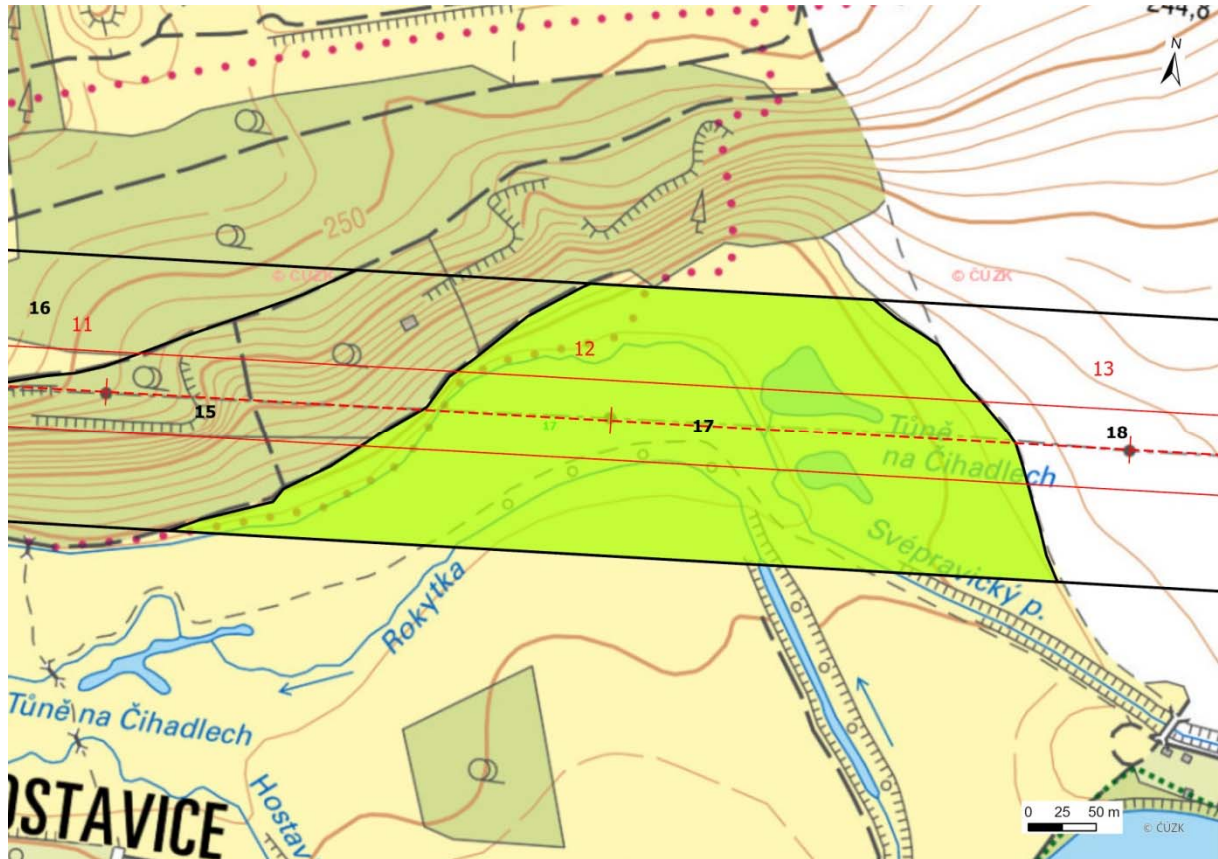 244,8
N
250
© ČÚZK
© ČÚZK
16
11
12
13
15
17
17
18
Tůně
na Čihadlech
Svépravický p.
Rokytka
Tůně na Čihadlech
Hostav
OSTAVICE
0 25 50 m
© ČÚZK